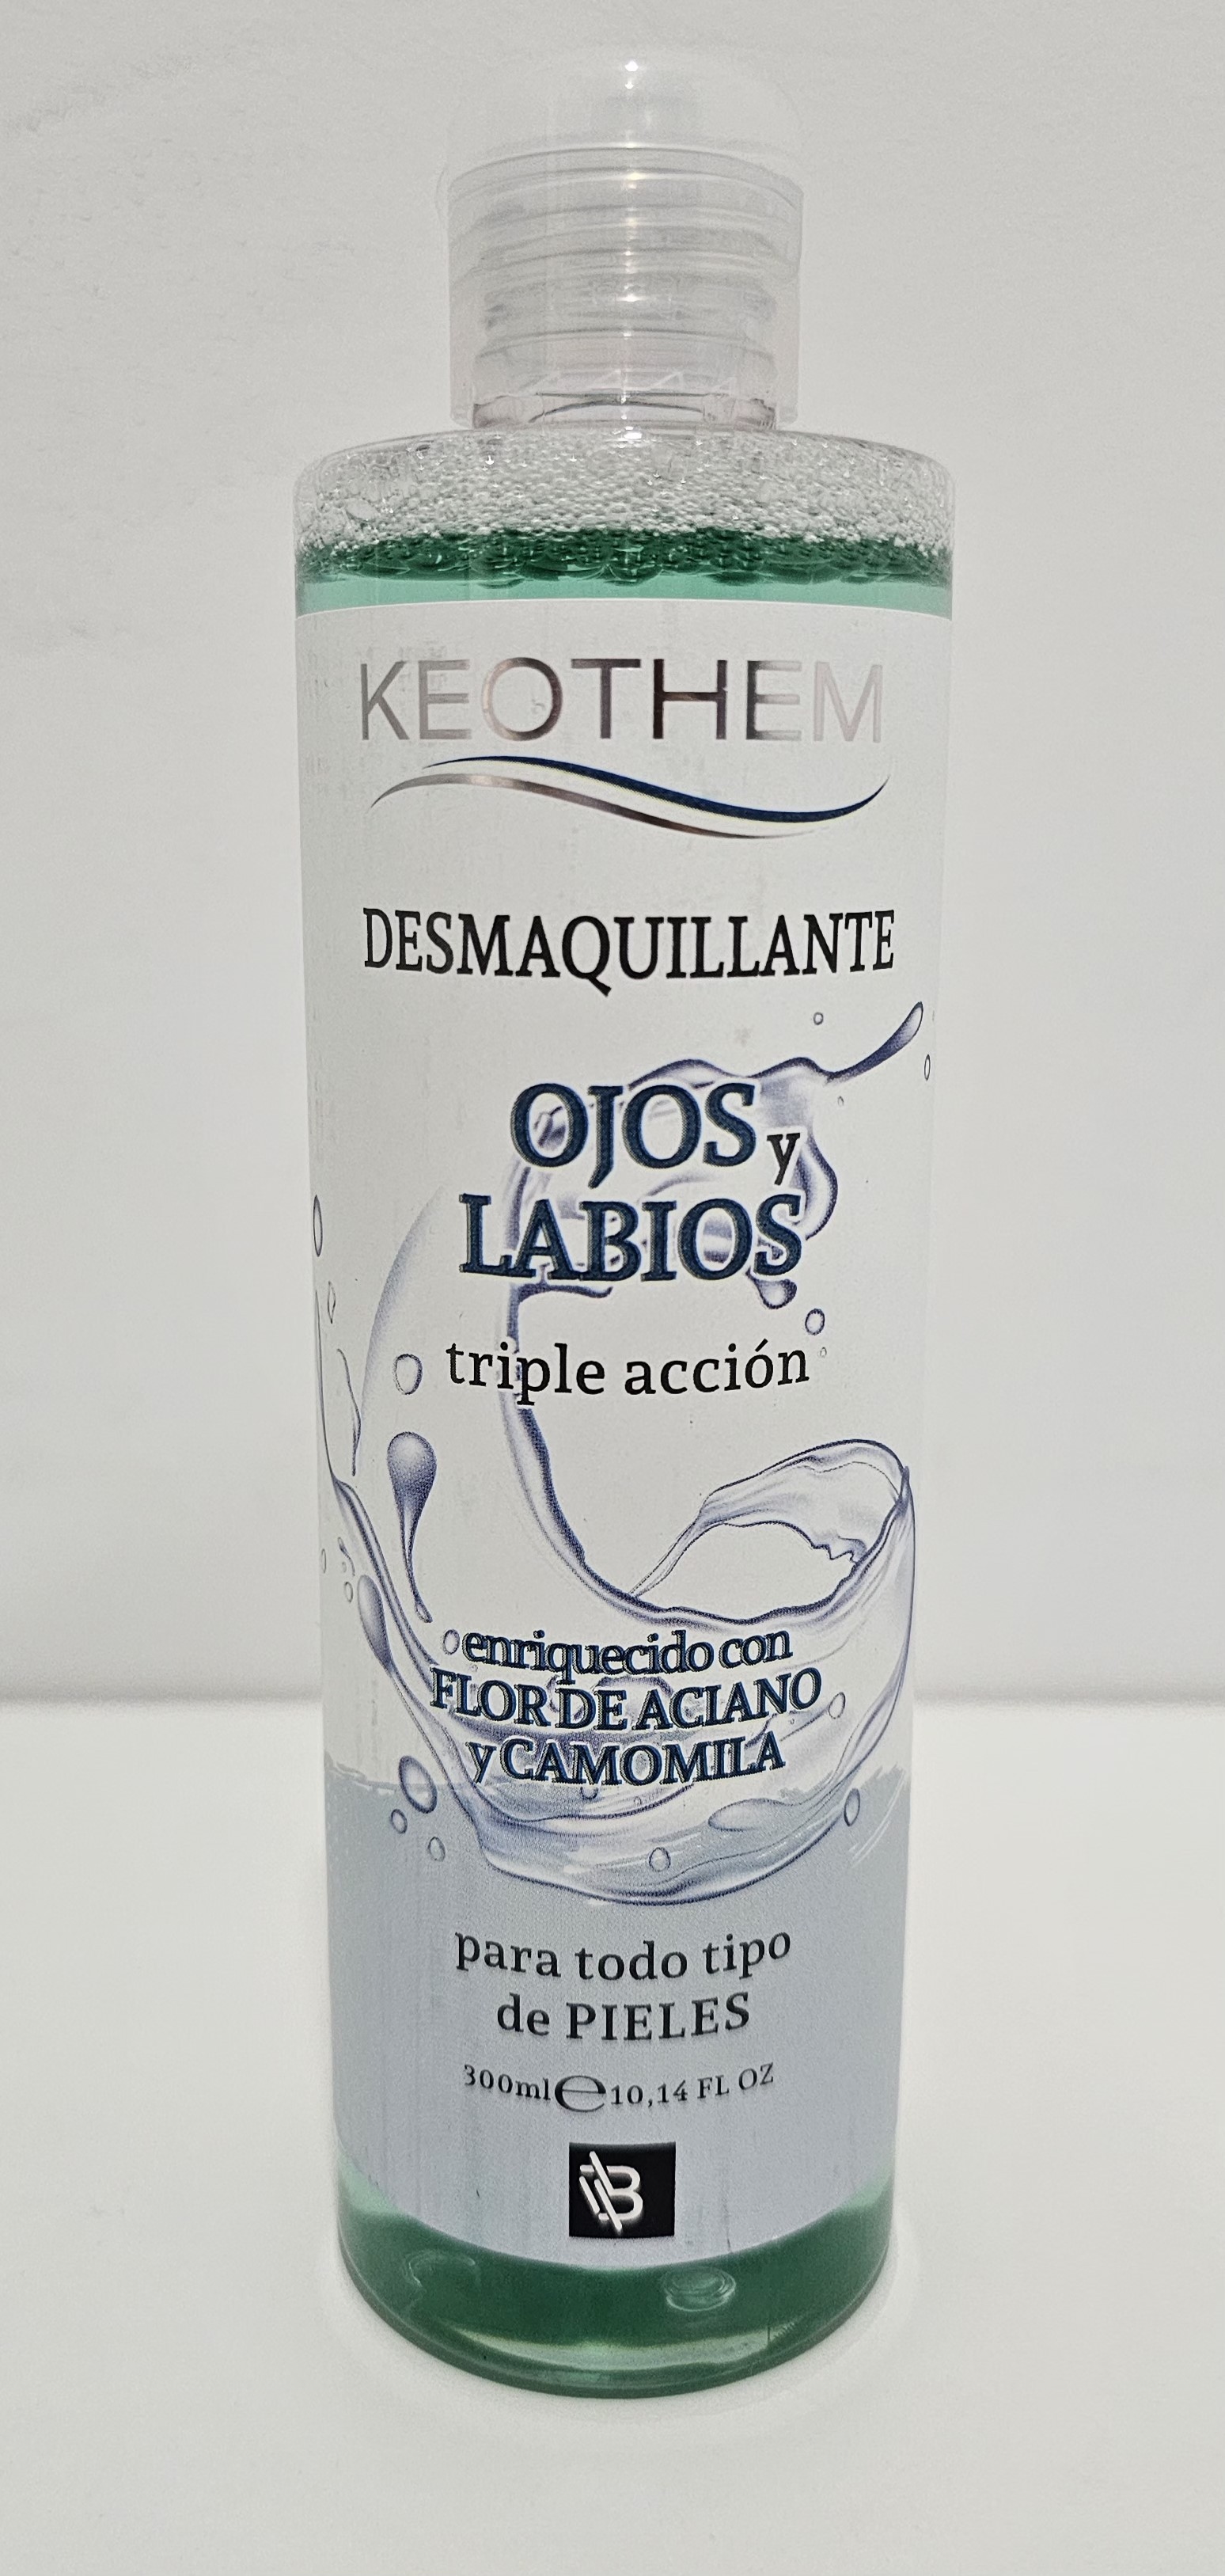 KEOTHEM
DESMAQUILLANTE
OJOS y
LABIOS
triple acción
enriquecido con
FLOR DE ACIANO
y CAMOMILA
para todo tipo
de PIELES
300ml ℮ 10,14 FL OZ
B